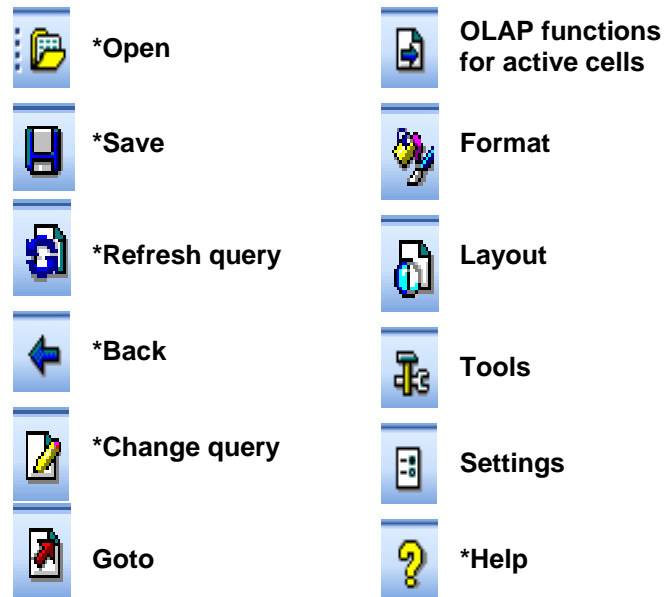 *Open
*Save
*Refresh query
*Back
*Change query
Goto
OLAP functions
for active cells
Format
Layout
Tools
Settings
*Help